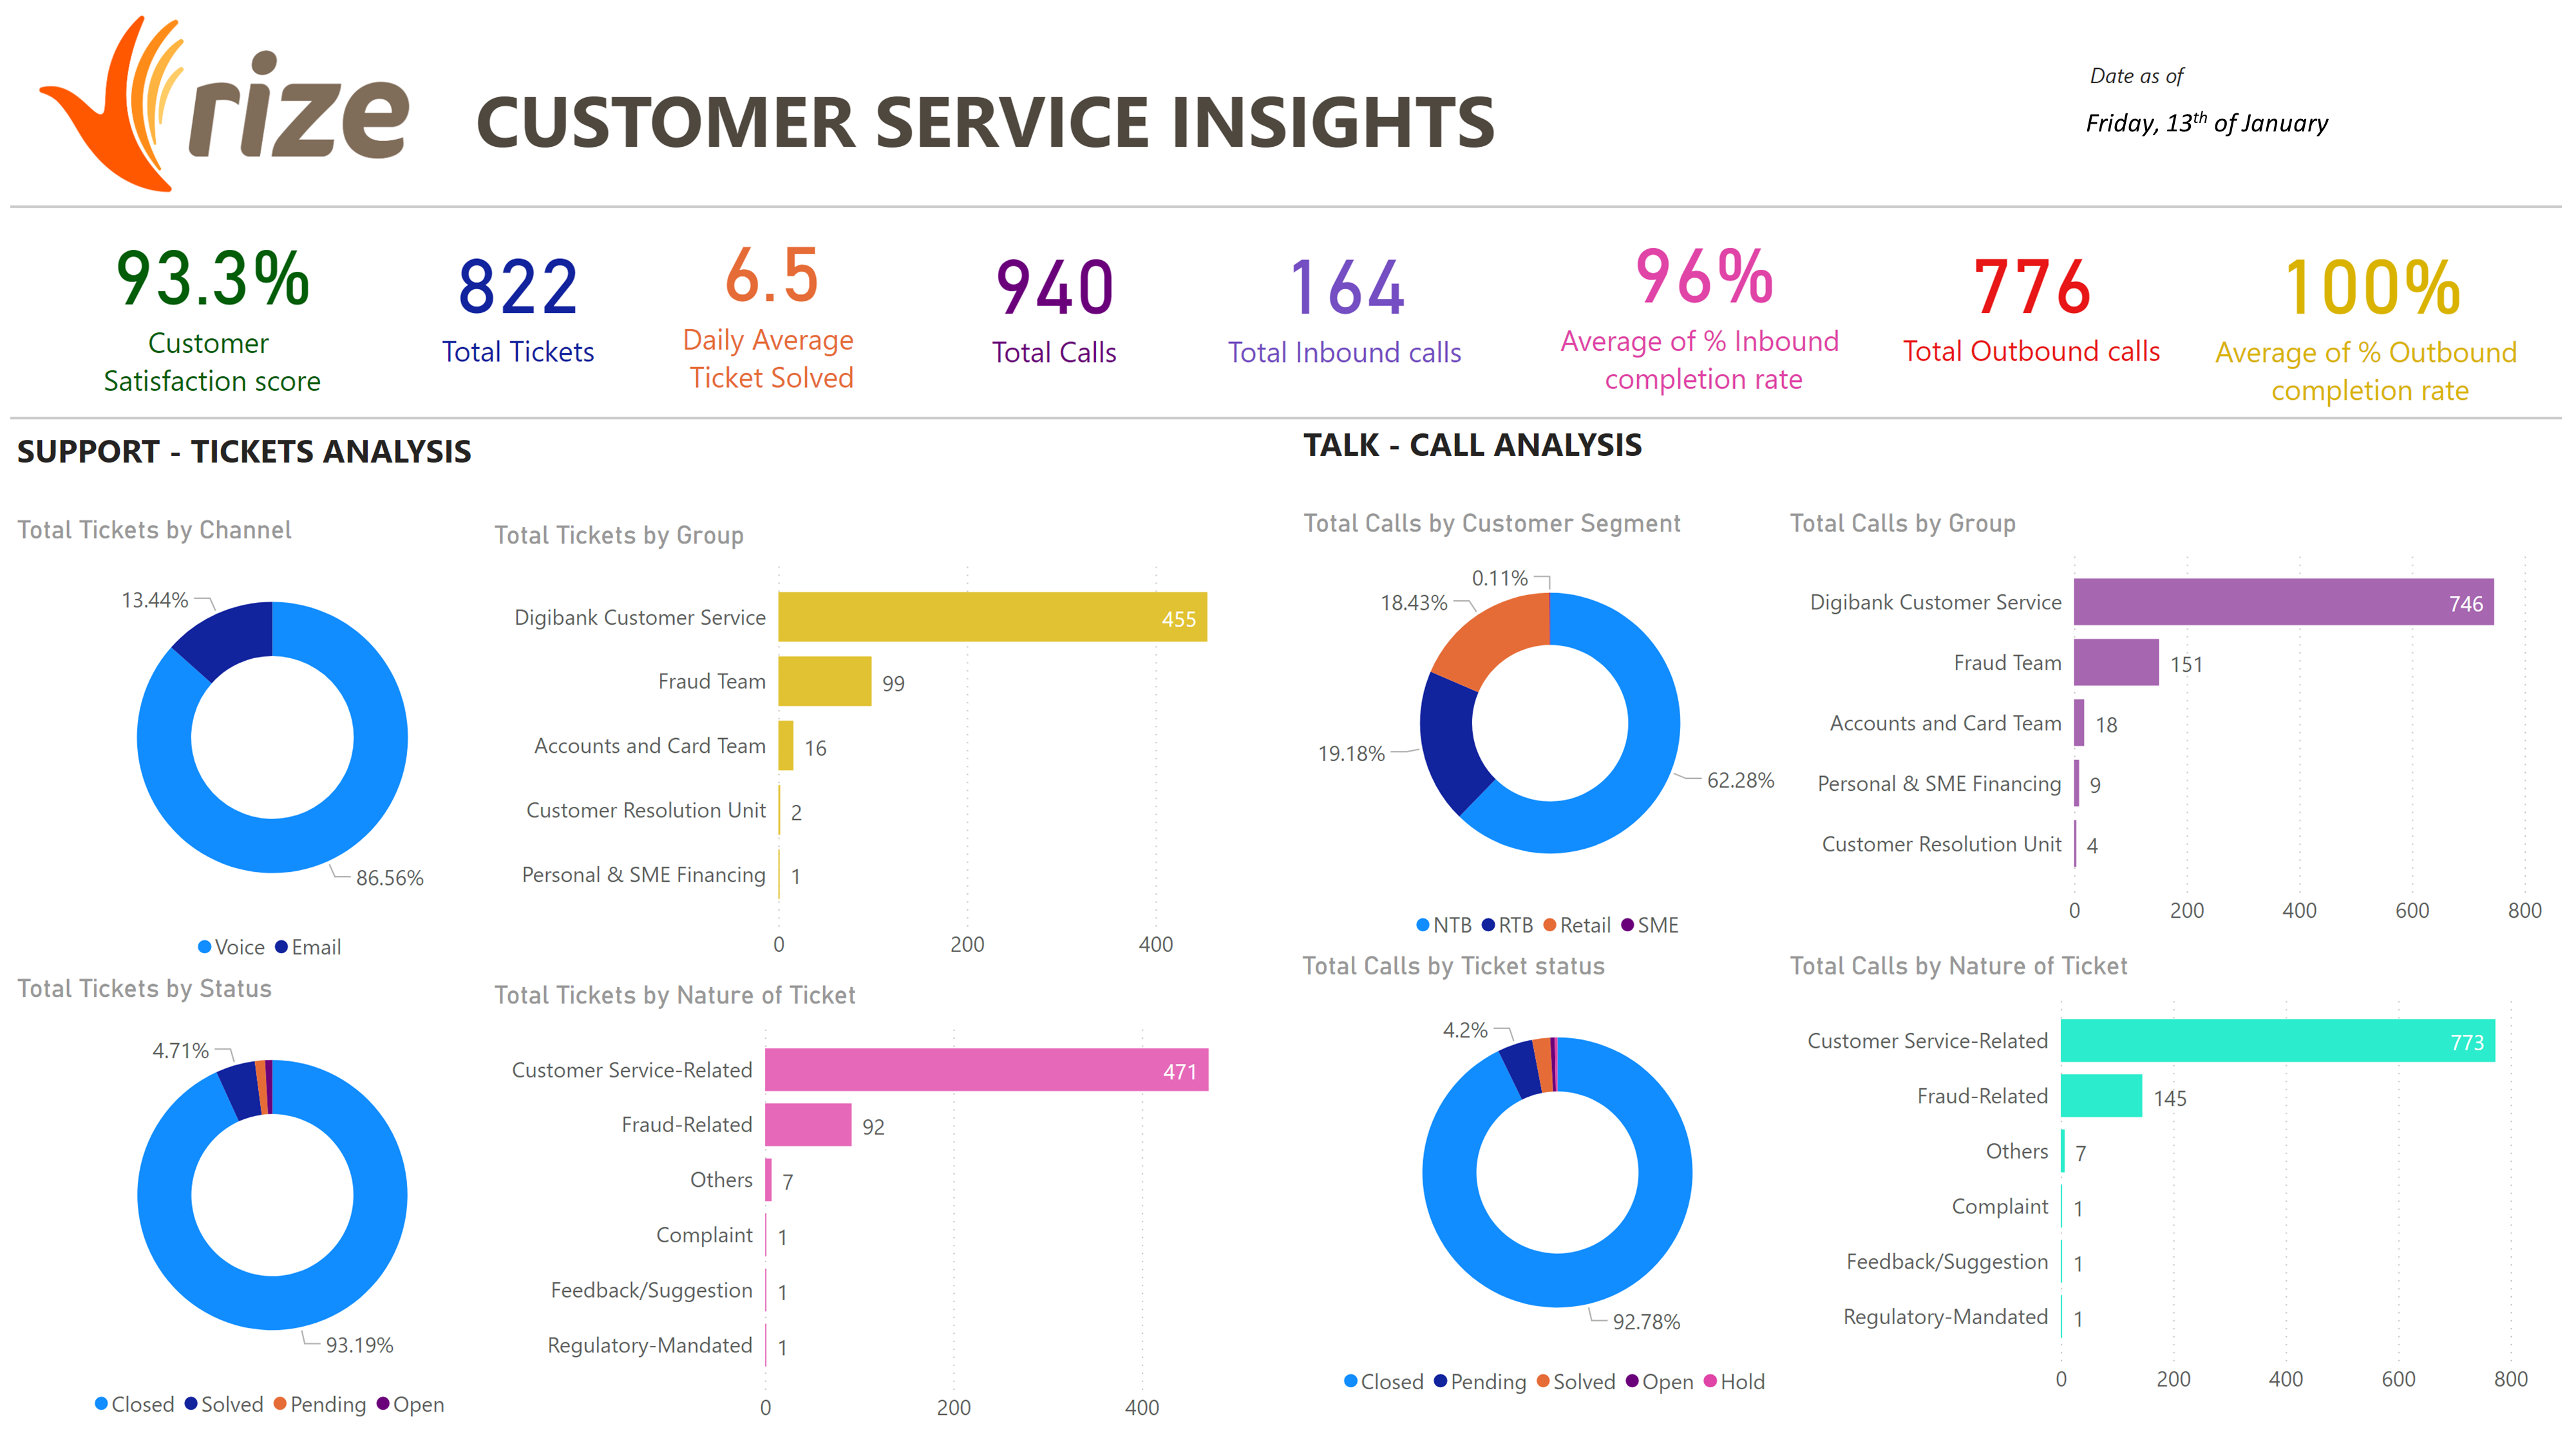 rize
CUSTOMER SERVICE INSIGHTS
Date as of
Friday, 13th of January
93.3%
Customer
Satisfaction score
822
Total Tickets
6.5
Daily Average
Ticket Solved
940
Total Calls
164
Total Inbound calls
96%
Average of % Inbound
completion rate
776
Total Outbound calls
100%
Average of % Outbound
completion rate
SUPPORT - TICKETS ANALYSIS
Total Tickets by Channel
13.44%
86.56%
Voice Email
Total Tickets by Group
Digibank Customer Service 455
Fraud Team 99
Accounts and Card Team 16
Customer Resolution Unit 2
Personal & SME Financing 1
0 200 400
Total Tickets by Status
4.71%
93.19%
Closed Solved Pending Open
Total Tickets by Nature of Ticket
Customer Service-Related 471
Fraud-Related 92
Others 7
Complaint 1
Feedback/Suggestion 1
Regulatory-Mandated 1
0 200 400
TALK - CALL ANALYSIS
Total Calls by Customer Segment
0.11%
18.43%
19.18%
62.28%
NTB RTB Retail SME
Total Calls by Group
Digibank Customer Service 746
Fraud Team 151
Accounts and Card Team 18
Personal & SME Financing 9
Customer Resolution Unit 4
0 200 400 600 800
Total Calls by Ticket status
4.2%
92.78%
Closed Pending Solved Open Hold
Total Calls by Nature of Ticket
Customer Service-Related 773
Fraud-Related 145
Others 7
Complaint 1
Feedback/Suggestion 1
Regulatory-Mandated 1
0 200 400 600 800